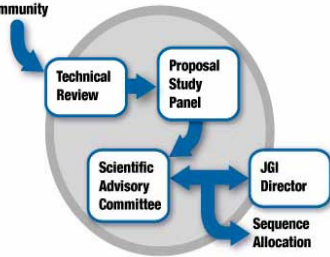 Technical
Review
Proposal
Study
Panel
Scientific
Advisory
Committee
JGI
Director
Sequence
Allocation